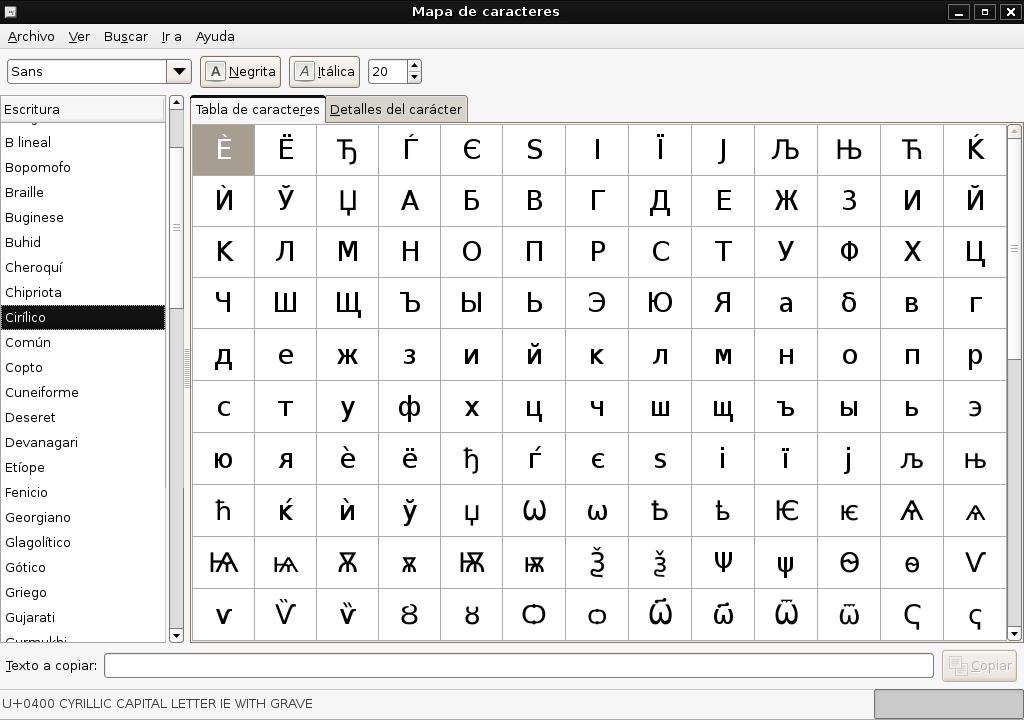 Mapa de caracteres
Archivo Ver Buscar Ir a Ayuda
Sans Negrita Itálica 20
Escritura
Tabla de caracteres Detalles del carácter
B lineal
Bopomofo
Braille
Buginese
Buhid
Cheroquí
Chipriota
Cirílico
Común
Copto
Cuneiforme
Deseret
Devanagari
Etíope
Fenicio
Georgiano
Glagolítico
Gótico
Griego
Gujarati
Gurmukhi
Ѐ Ё Ђ Ѓ Є Ѕ І Ї Ј Љ Њ Ћ Ќ
Ѝ Ў Џ А Б В Г Д Е Ж З И Й
К Л М Н О П Р С Т У Ф Х Ц
Ч Ш Щ Ъ Ы Ь Э Ю Я а б в г
д е ж з и й к л м н о п р
с т у ф х ц ч ш щ ъ ы ь э
ю я ѐ ё ђ ѓ є ѕ і ї ј љ њ
ћ ќ ѝ ў џ Ѡ ѡ Ѣ ѣ Ѥ ѥ Ѧ ѧ
Ѩ ѩ Ѫ ѫ Ѭ ѭ Ѯ ѯ Ѱ ѱ Ѳ ѳ Ѵ
ѵ Ѷ ѷ Ѹ ѹ Ѻ ѻ Ѽ ѽ Ѿ ѿ Ҁ ҁ
Texto a copiar: Copiar
U+0400 CYRILLIC CAPITAL LETTER IE WITH GRAVE